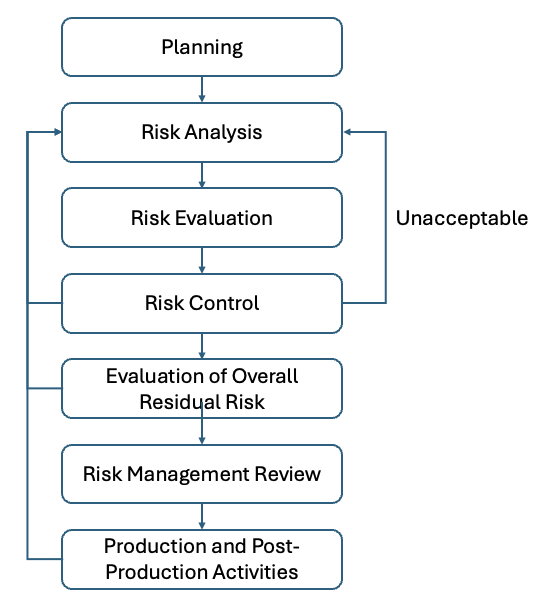 Planning
Risk Analysis
Risk Evaluation
Unacceptable
Risk Control
Evaluation of Overall
Residual Risk
Risk Management Review
Production and Post-
Production Activities